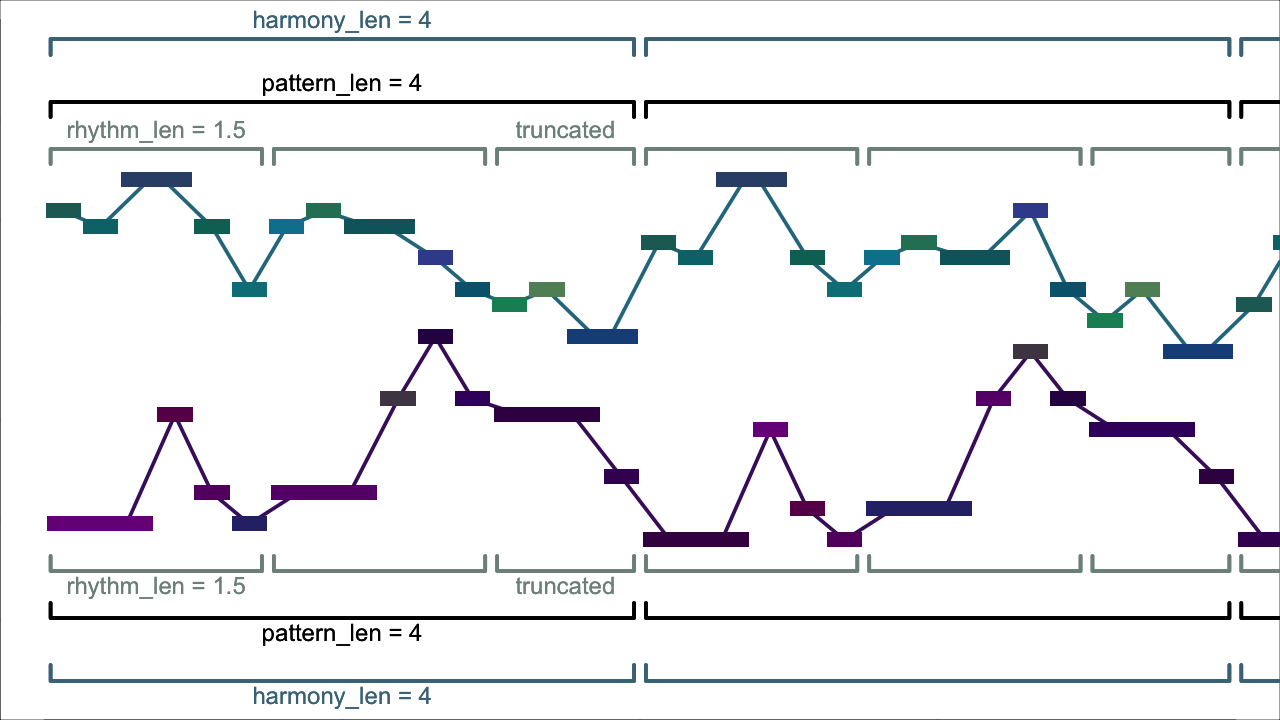 harmony_len = 4
pattern_len = 4
rhythm_len = 1.5 truncated
rhythm_len = 1.5 truncated
pattern_len = 4
harmony_len = 4